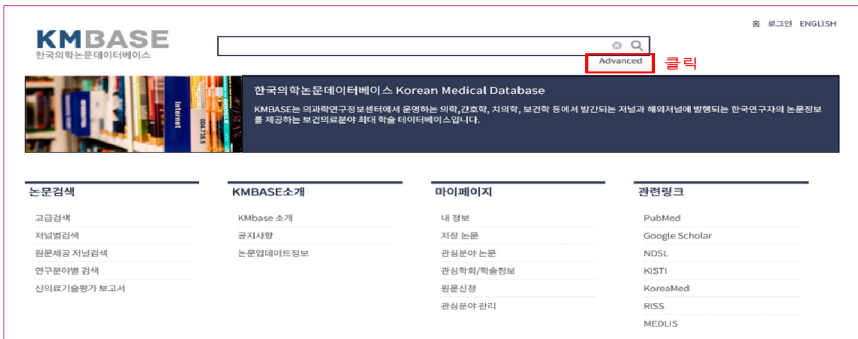 홈 로그인 ENGLISH
KMBASE
한국의학논문데이터베이스
Advanced 클릭
Internet
004.738.5
한국의학논문데이터베이스 Korean Medical Database
KMBASE는 의과학연구정보센터에서 운영하는 의학,간호학, 치의학, 보건학 등에서 발간되는 저널과 해외저널에 발행되는 한국연구자의 논문정보
를 제공하는 보건의료분야 최대 학술 데이터베이스입니다.
논문검색
고급검색
저널별검색
원문제공 저널검색
연구분야별 검색
신의료기술평가 보고서
KMBASE소개
KMbase 소개
공지사항
논문업데이트정보
마이페이지
내 정보
저장 논문
관심분야 논문
관심학회/학술정보
원문신청
관심분야 관리
관련링크
PubMed
Google Scholar
NDSL
KISTI
KoreaMed
RISS
MEDLIS